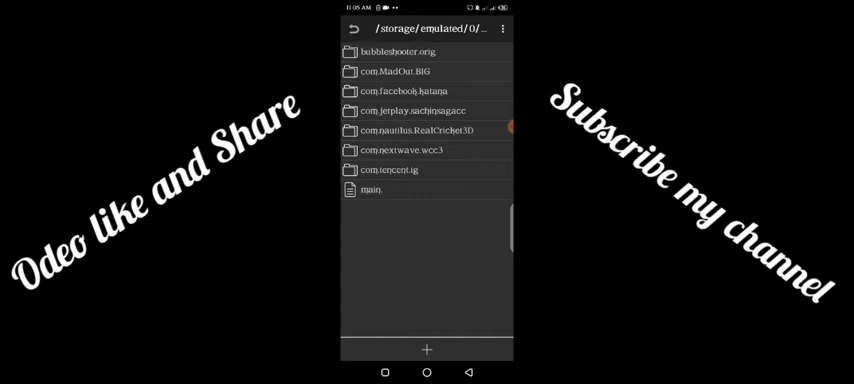 11:05 AM
/storage/emulated/0/...
bubbleshooter.orig
com.MadOut.BIG
com.facebook.katana
com.jetplay.sachinsagacc
com.nautilus.RealCricket3D
com.nextwave.wcc3
com.tencent.ig
main.
Odeo like and Share
Subscribe my channel